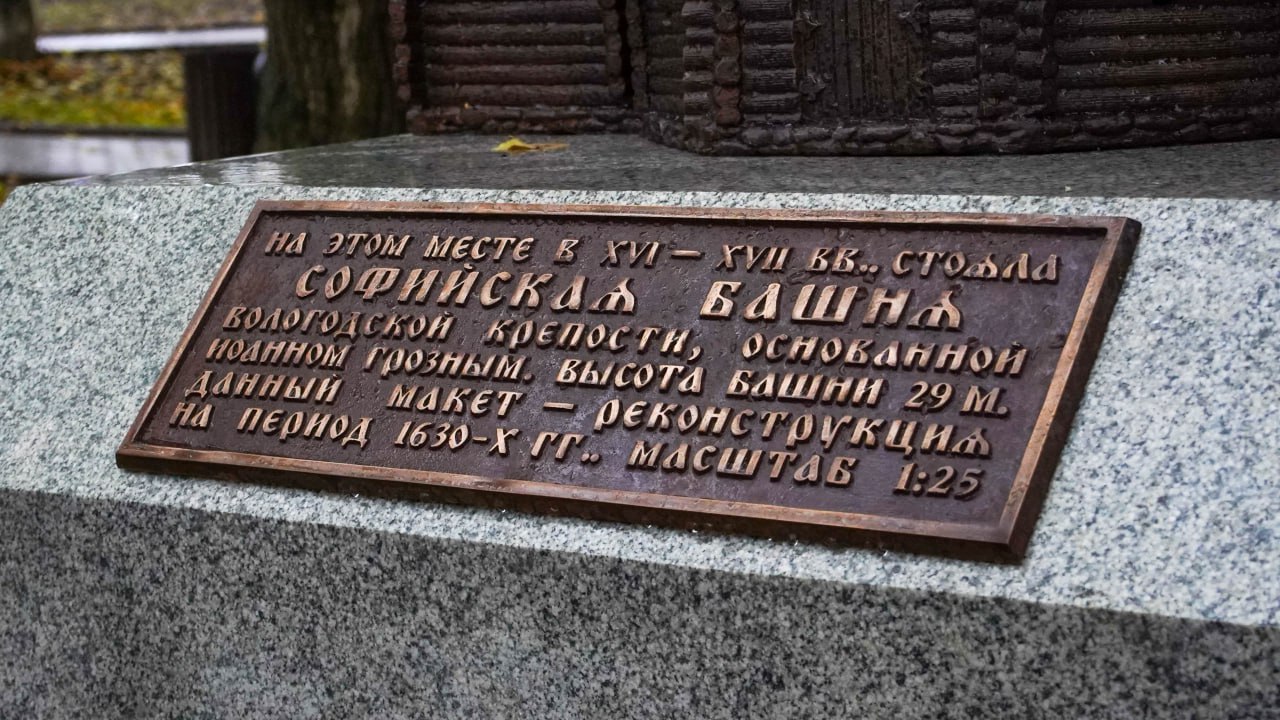 НА ЭТОМ МЕСТЕ В XVI – XVII ВВ.. СТОЯЛА
СОФИЙСКАЯ БАШНЯ
ВОЛОГОДСКОЙ КРЕПОСТИ, ОСНОВАННОЙ
ИОАННОМ ГРОЗНЫМ. ВЫСОТА БАШНИ 29 М.
ДАННЫЙ МАКЕТ – РЕКОНСТРУКЦИЯ
НА ПЕРИОД 1630-Х ГГ.. МАСШТАБ 1:25